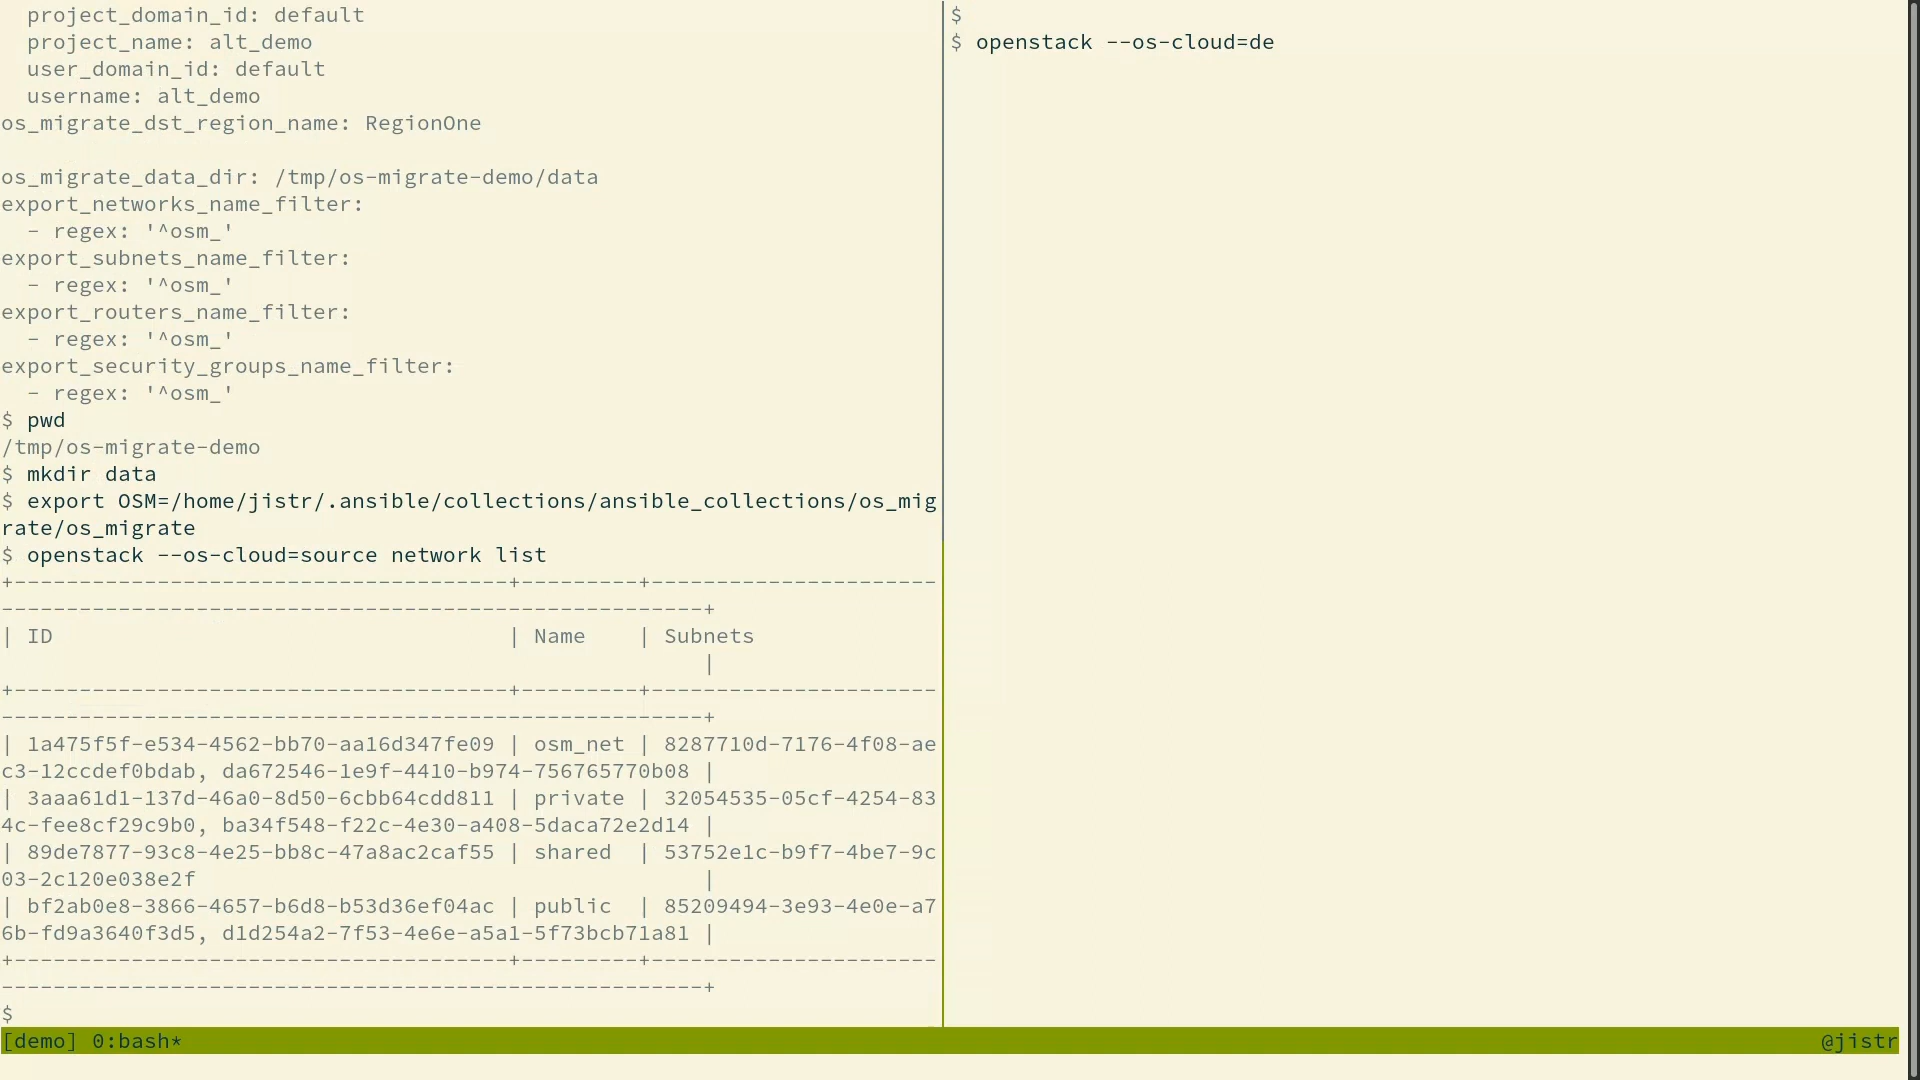 project_domain_id: default
project_name: alt_demo
user_domain_id: default
username: alt_demo
os_migrate_dst_region_name: RegionOne
os_migrate_data_dir: /tmp/os-migrate-demo/data
export_networks_name_filter:
- regex: '^osm_'
export_subnets_name_filter:
- regex: '^osm_'
export_routers_name_filter:
- regex: '^osm_'
export_security_groups_name_filter:
- regex: '^osm_'
$ pwd
/tmp/os-migrate-demo
$ mkdir data
$ export OSM=/home/jistr/.ansible/collections/ansible_collections/os_mig
rate/os_migrate
$ openstack --os-cloud=source network list
+--------------------------------------+---------+----------------------
------------------------------------------------------+
| ID                                   | Name    | Subnets
|
+--------------------------------------+---------+----------------------
------------------------------------------------------+
| 1a475f5f-e534-4562-bb70-aa16d347fe09 | osm_net | 8287710d-7176-4f08-ae
c3-12ccdef0bdab, da672546-1e9f-4410-b974-756765770b08 |
| 3aaa61d1-137d-46a0-8d50-6cbb64cdd811 | private | 32054535-05cf-4254-83
4c-fee8cf29c9b0, ba34f548-f22c-4e30-a408-5daca72e2d14 |
| 89de7877-93c8-4e25-bb8c-47a8ac2caf55 | shared  | 53752e1c-b9f7-4be7-9c
03-2c120e038e2f                                       |
| bf2ab0e8-3866-4657-b6d8-b53d36ef04ac | public  | 85209494-3e93-4e0e-a7
6b-fd9a3640f3d5, d1d254a2-7f53-4e6e-a5a1-5f73bcb71a81 |
+--------------------------------------+---------+----------------------
------------------------------------------------------+
$
$
$ openstack --os-cloud=de
[demo] 0:bash*
@jistr